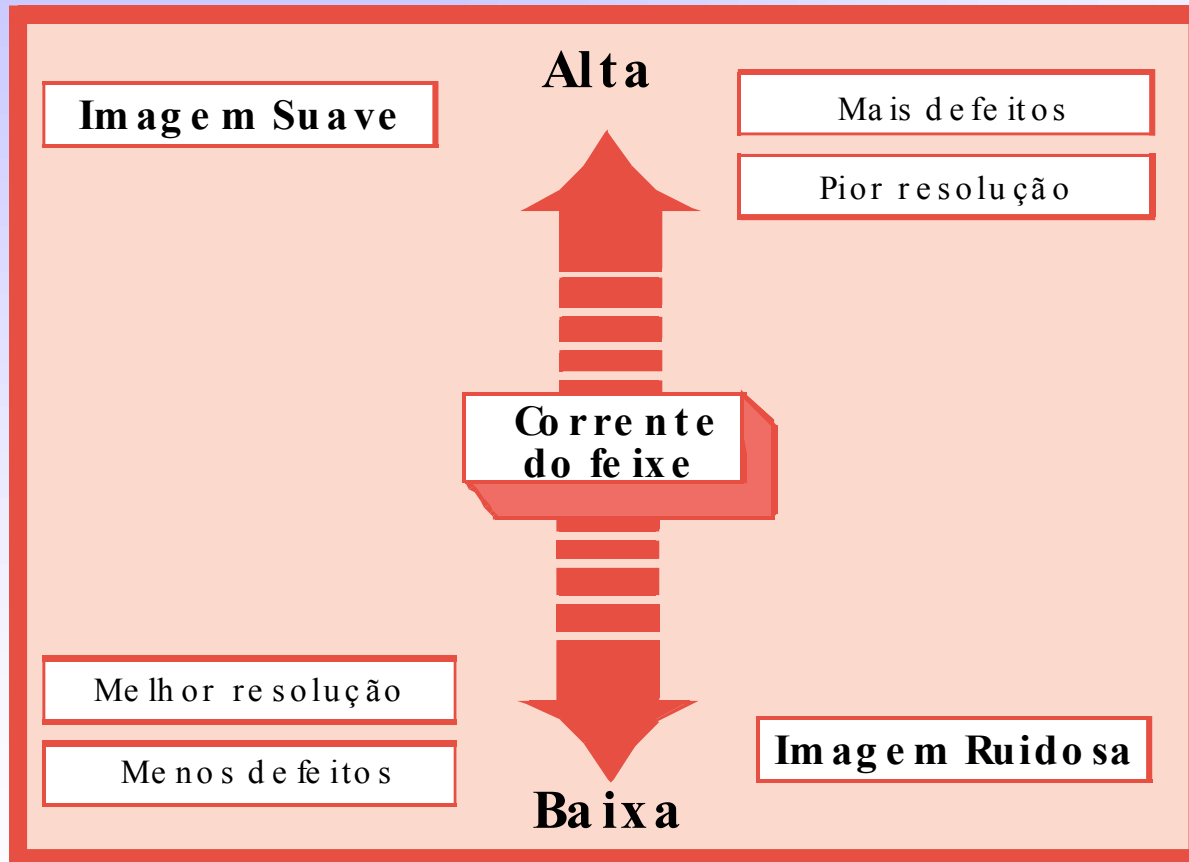 Alta
Imagem Suave
Mais defeitos
Pior resolução
Corrente
do feixe
Melhor resolução
Menos defeitos
Imagem Ruidosa
Baixa